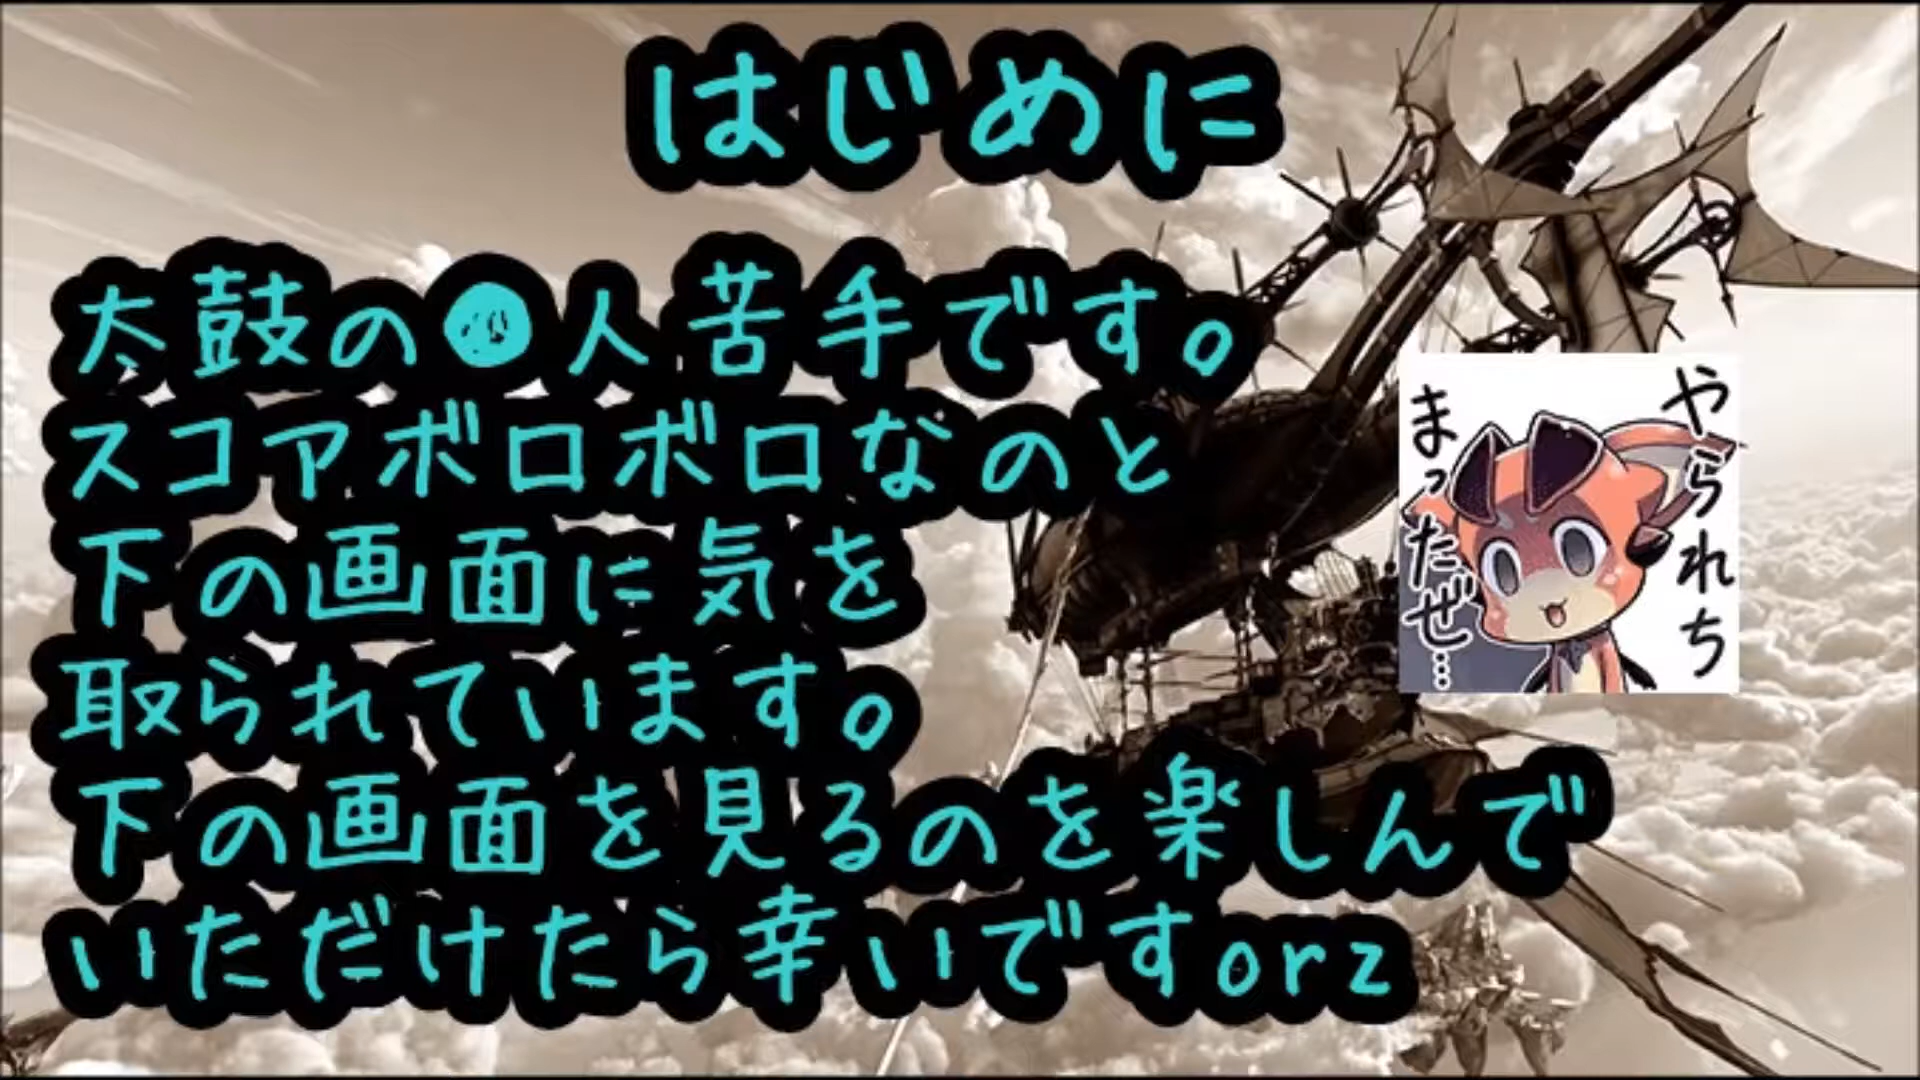 はじめに
太鼓の●人苦手です。
スコアボロボロなのと
下の画面に気を
取られています。
下の画面を見るのを楽しんで
いただけたら幸いですorz
やられち
まったぜ…